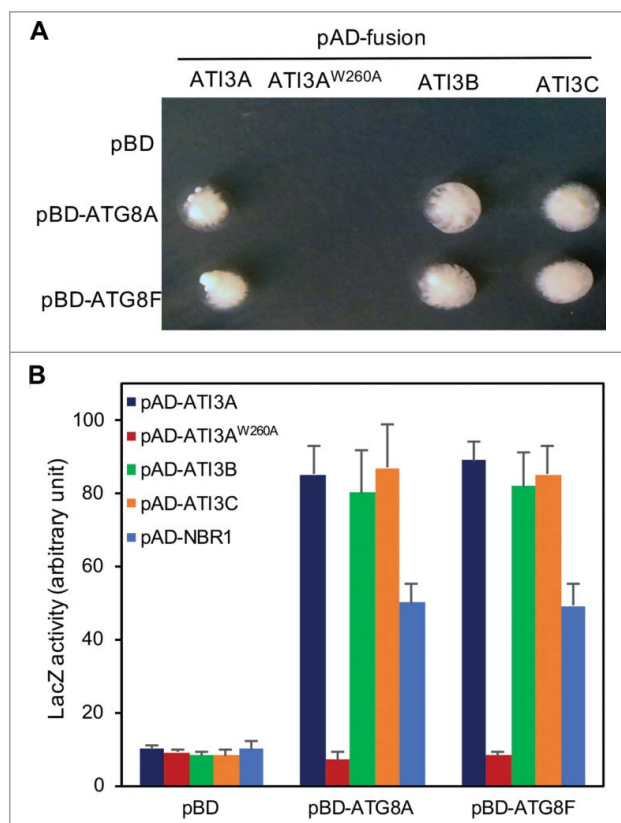 A
pAD-fusion
ATI3A ATI3A^W260A ATI3B ATI3C
pBD
pBD-ATG8A
pBD-ATG8F
B
pAD-ATI3A
pAD-ATI3A^W260A
pAD-ATI3B
pAD-ATI3C
pAD-NBR1
LacZ activity (arbitrary unit)
100
80
60
40
20
0
pBD pBD-ATG8A pBD-ATG8F